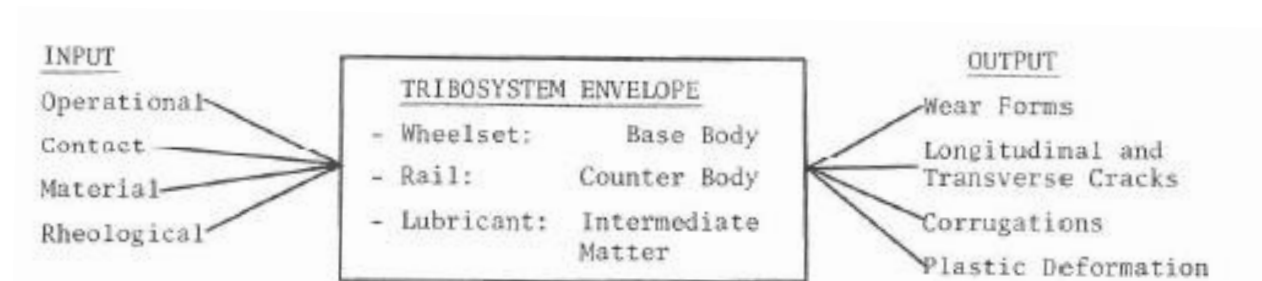 INPUT
Operational
Contact
Material
Rheological
TRIBOSYSTEM ENVELOPE
- Wheelset: Base Body
- Rail: Counter Body
- Lubricant: Intermediate
Matter
OUTPUT
Wear Forms
Longitudinal and
Transverse Cracks
Corrugations
Plastic Deformation